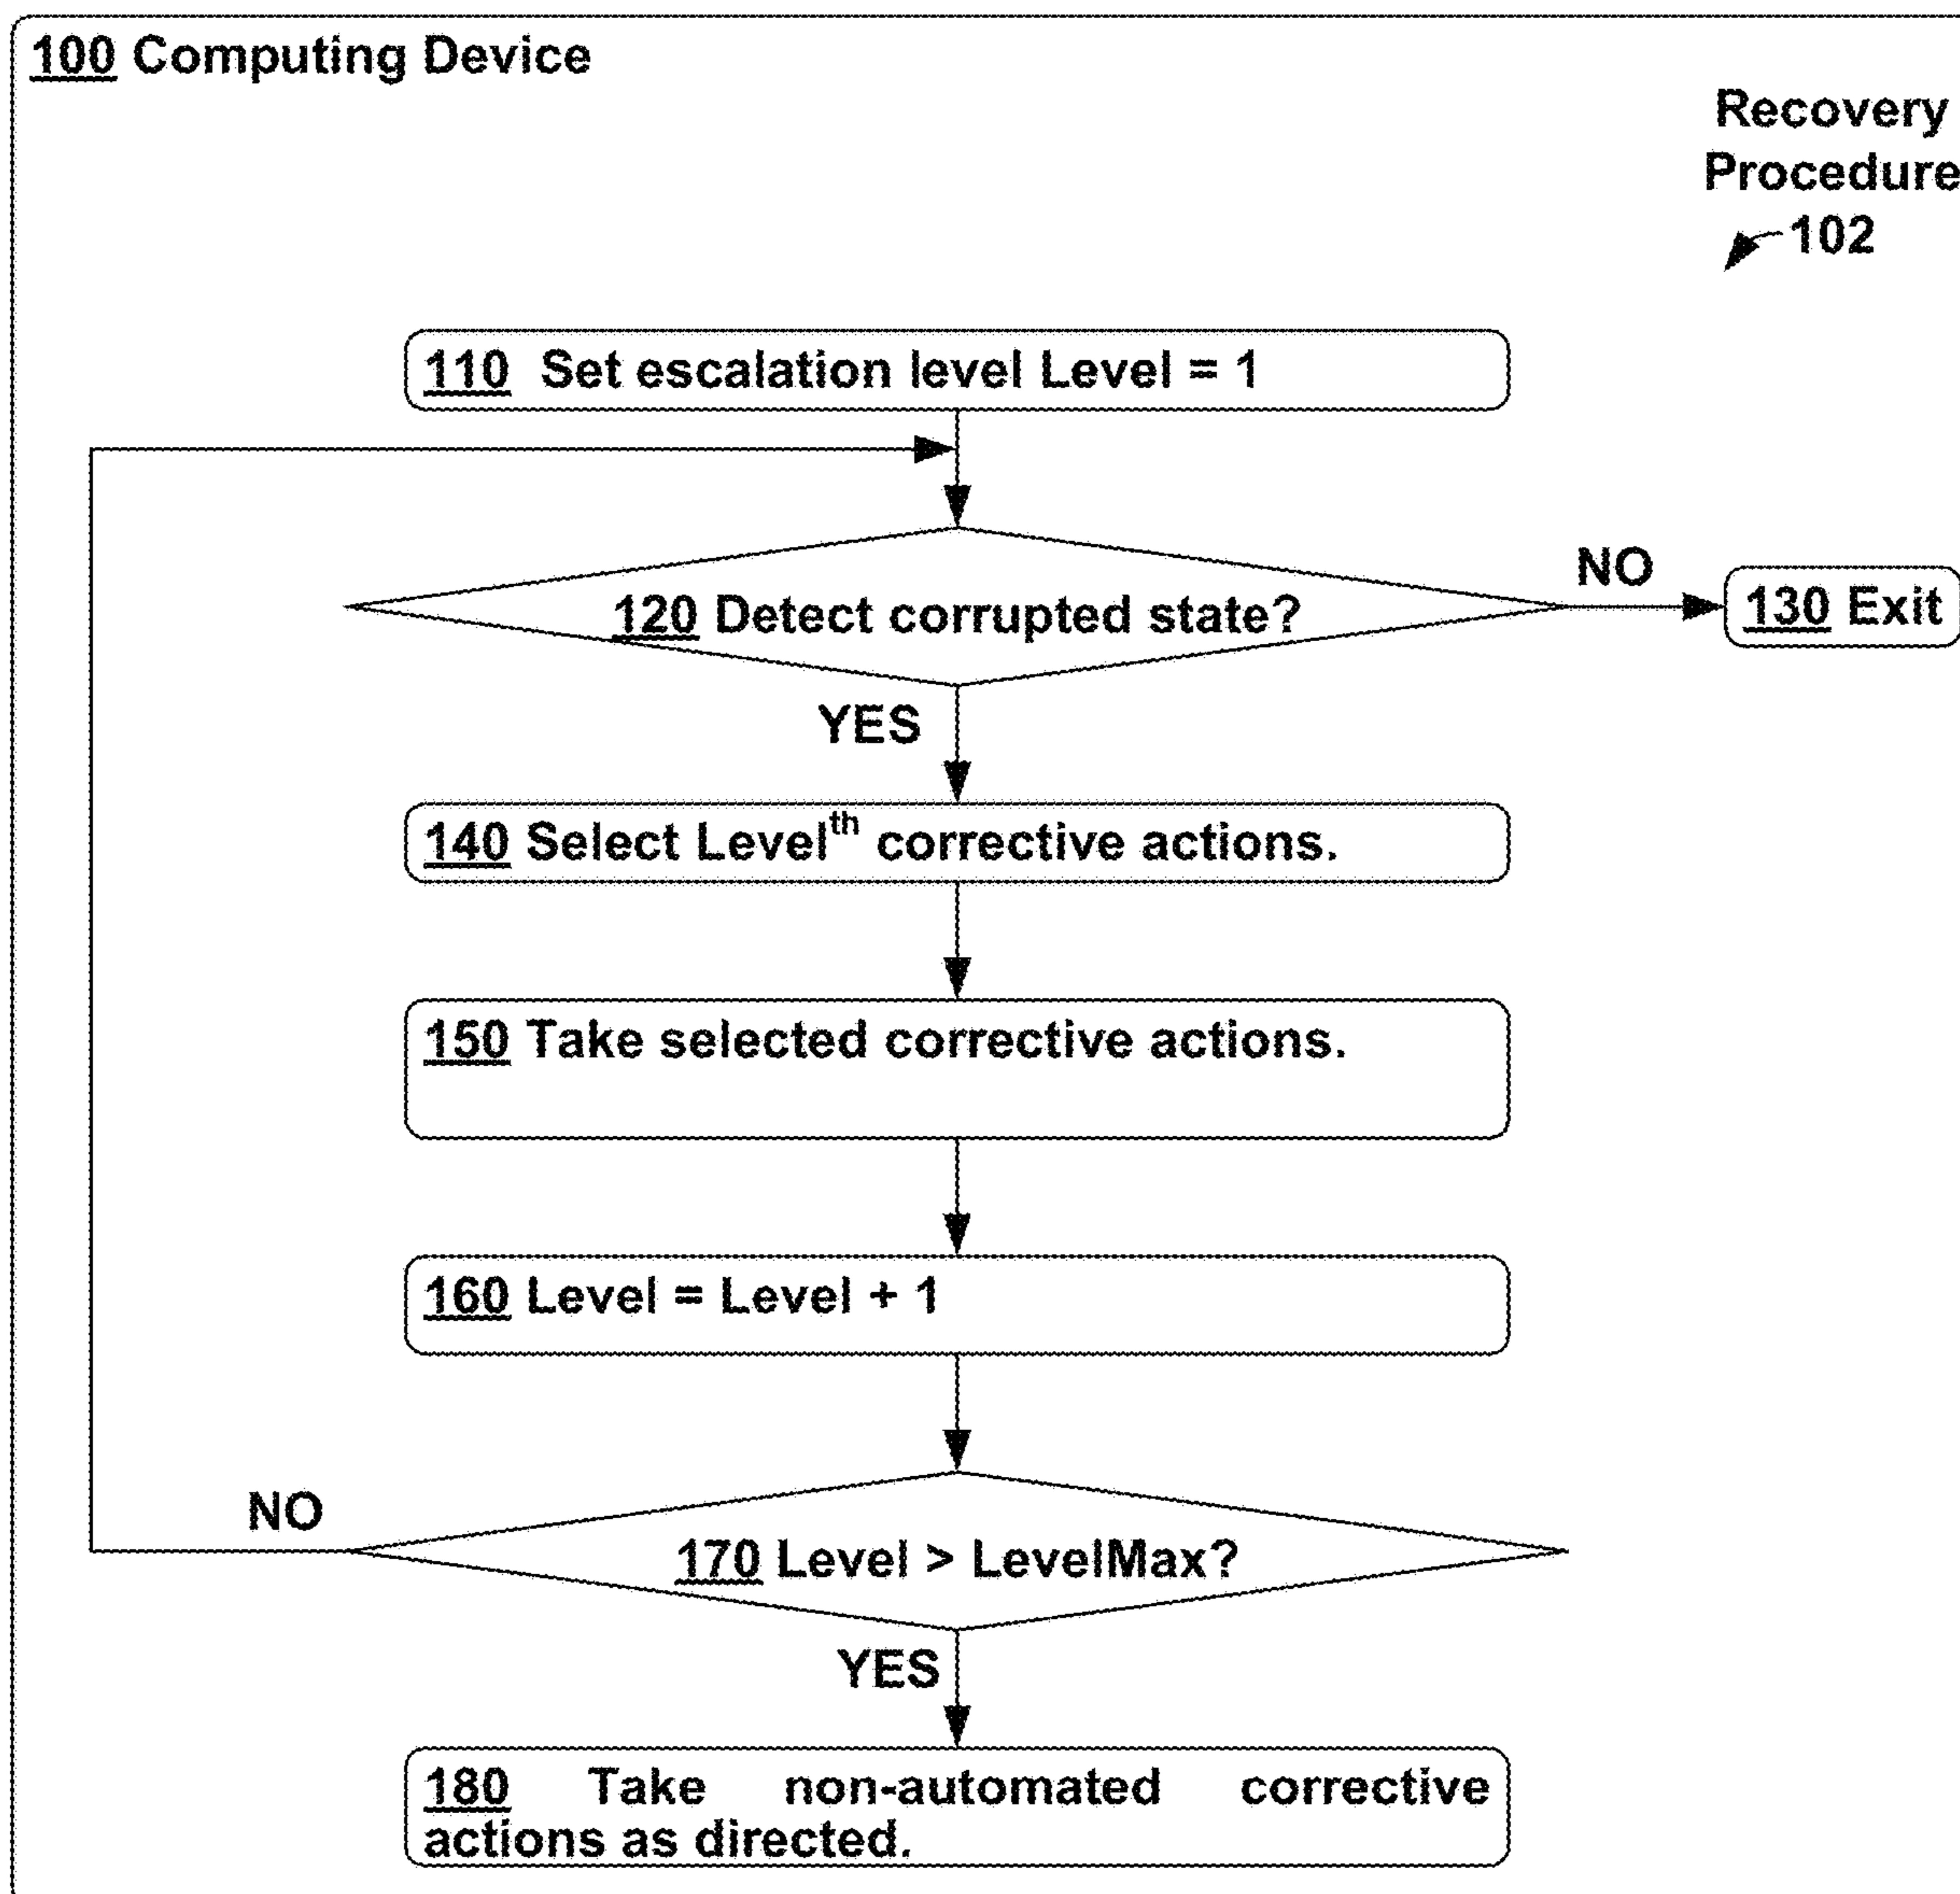 100 Computing Device
Recovery
Procedure
102
110 Set escalation level Level = 1
120 Detect corrupted state?
NO
130 Exit
YES
140 Select Levelth corrective actions.
150 Take selected corrective actions.
160 Level = Level + 1
NO
170 Level > LevelMax?
YES
180 Take non-automated corrective
actions as directed.